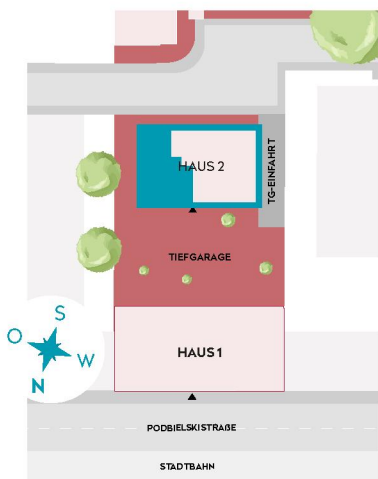 HAUS 2
TG-EINFAHRT
TIEFGARAGE
S
O
W
N
HAUS 1
PODBIELSKISTRAßE
STADTBAHN